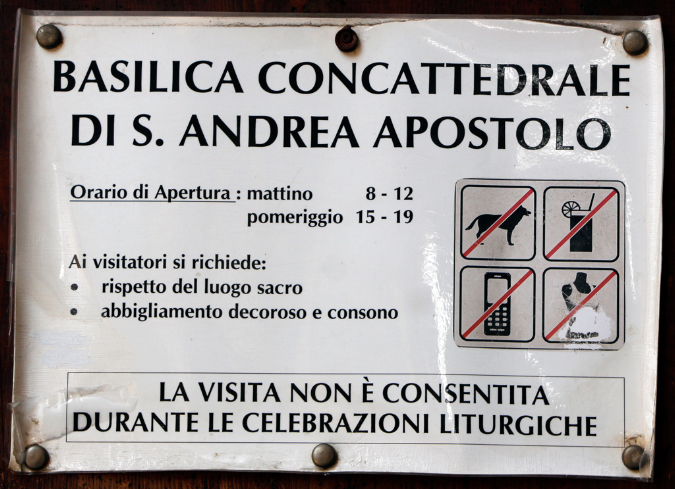 BASILICA CONCATTEDRALE
DI S. ANDREA APOSTOLO
Orario di Apertura : mattino 8 - 12
pomeriggio 15 - 19
Ai visitatori si richiede:
• rispetto del luogo sacro
• abbigliamento decoroso e consono
LA VISITA NON È CONSENTITA
DURANTE LE CELEBRAZIONI LITURGICHE